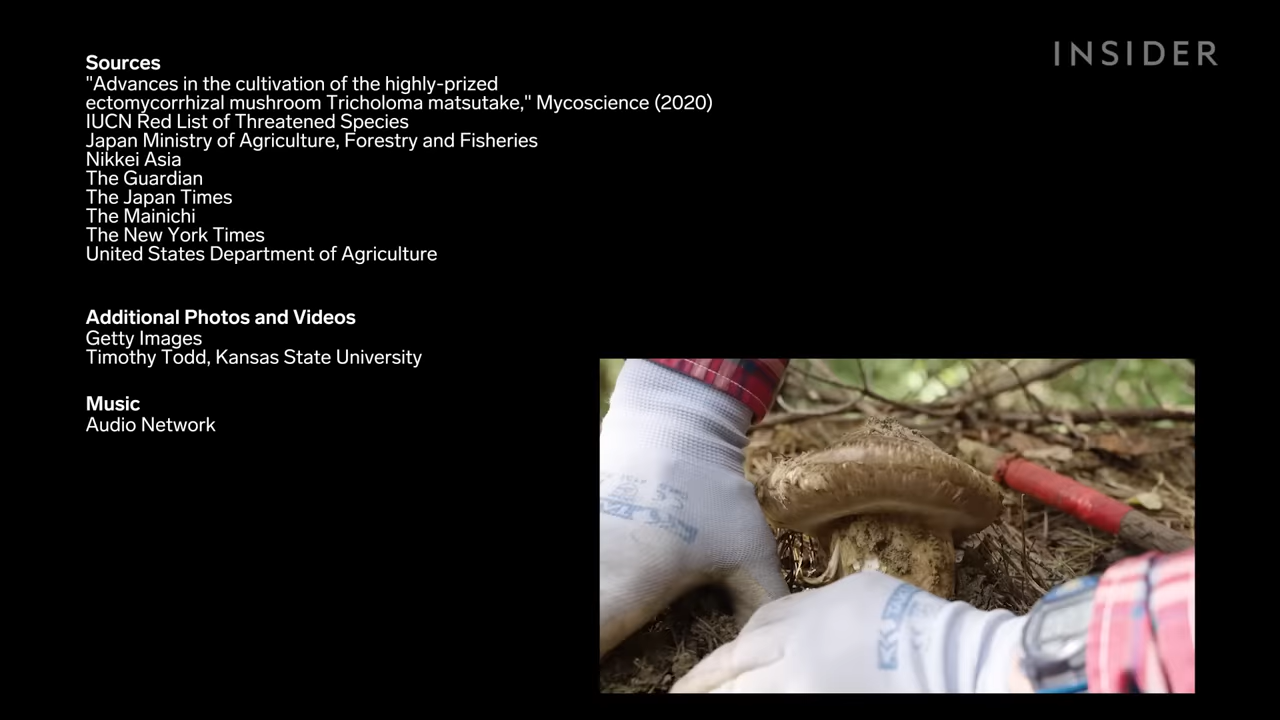 INSIDER
Sources
"Advances in the cultivation of the highly-prized
ectomycorrhizal mushroom Tricholoma matsutake," Mycoscience (2020)
IUCN Red List of Threatened Species
Japan Ministry of Agriculture, Forestry and Fisheries
Nikkei Asia
The Guardian
The Japan Times
The Mainichi
The New York Times
United States Department of Agriculture
Additional Photos and Videos
Getty Images
Timothy Todd, Kansas State University
Music
Audio Network